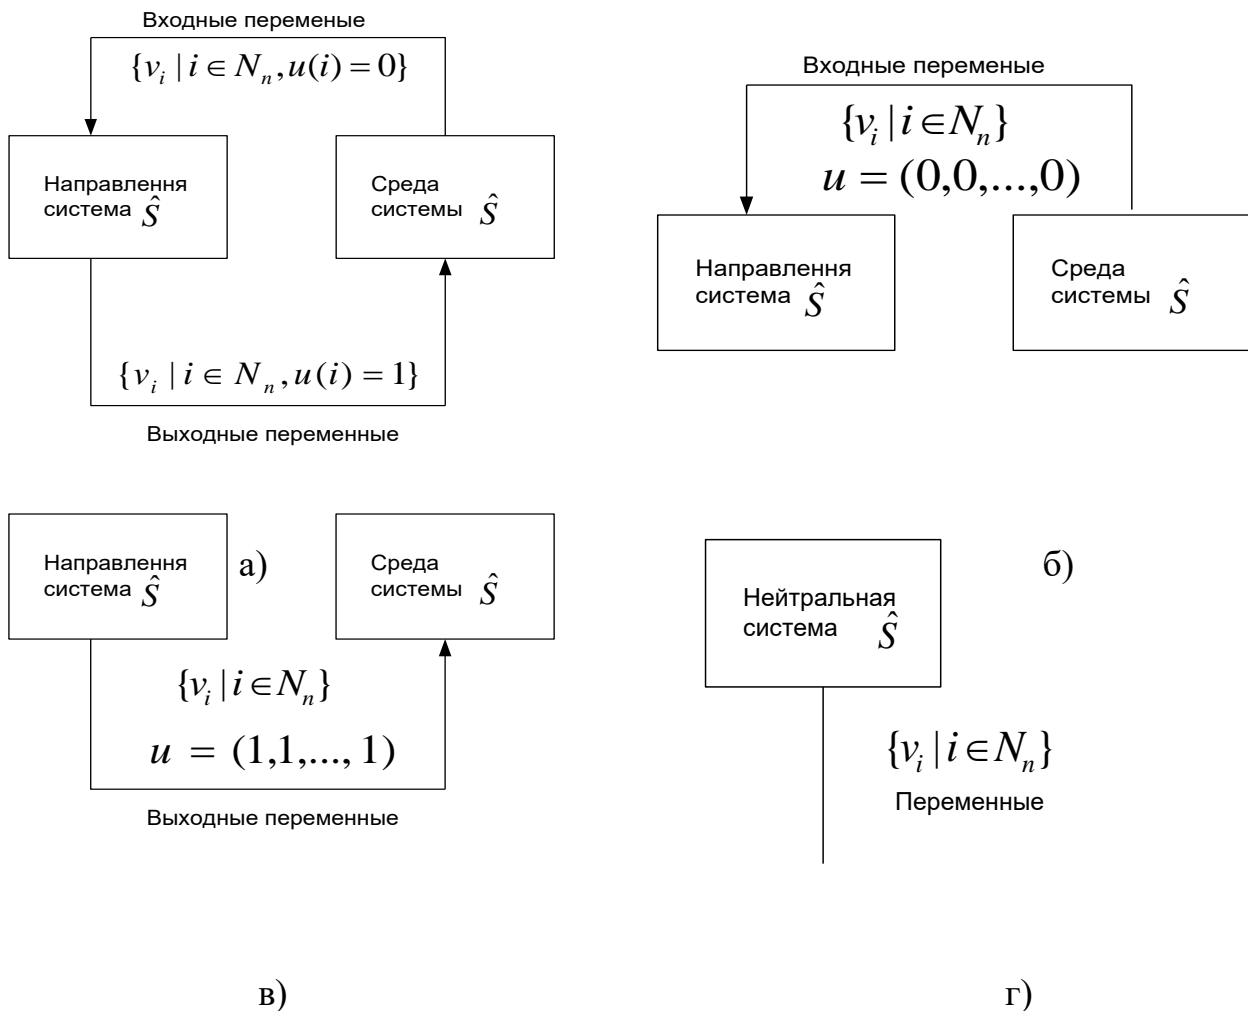 Входные переменые
{v_i | i ∈ N_n, u(i) = 0}
Направлення
система Ŝ
Среда
системы Ŝ
{v_i | i ∈ N_n, u(i) = 1}
Выходные переменные
а)
Входные переменые
{v_i | i ∈ N_n}
u = (0,0,...,0)
Направлення
система Ŝ
Среда
системы Ŝ
б)
Направлення
система Ŝ
Среда
системы Ŝ
{v_i | i ∈ N_n}
u = (1,1,..., 1)
Выходные переменные
в)
Нейтральная
система Ŝ
{v_i | i ∈ N_n}
Переменные
г)